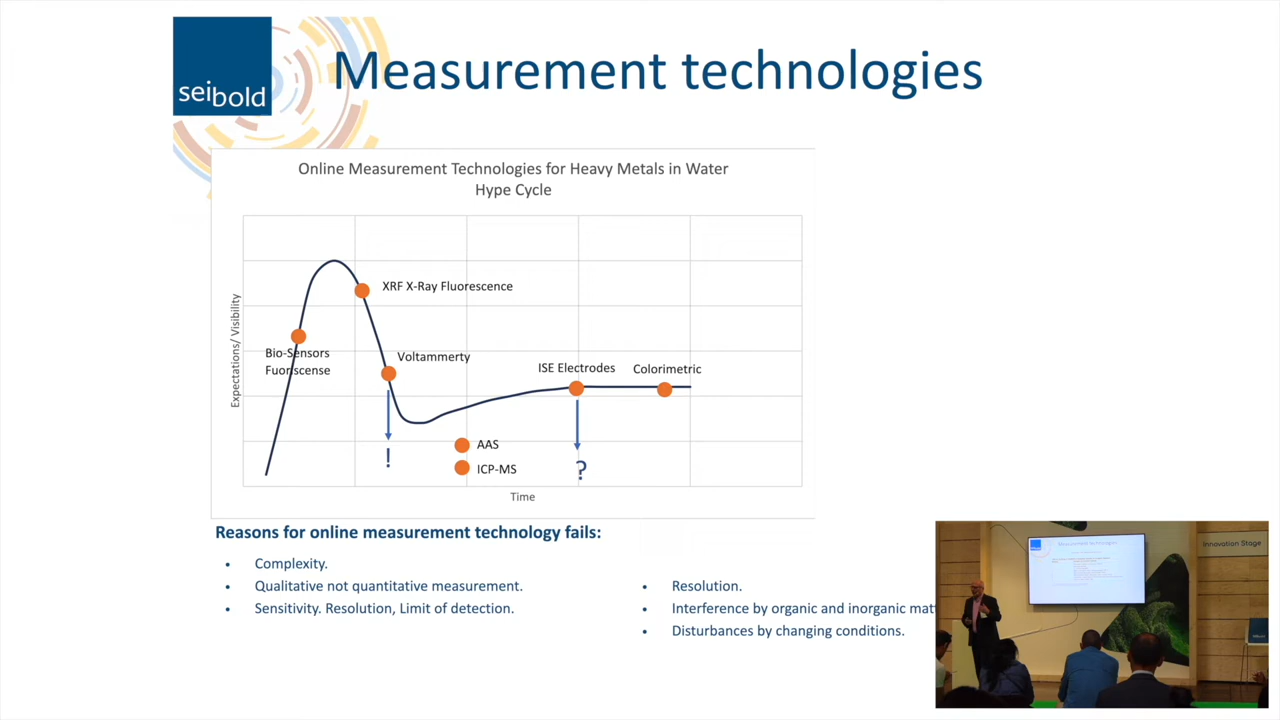 seibold
Measurement technologies
Online Measurement Technologies for Heavy Metals in Water
Hype Cycle
Expectations/ Visibility
XRF X-Ray Fluorescence
Bio-Sensors
Fuoriscense
Voltammerty
ISE Electrodes
Colorimetric
!
AAS
ICP-MS
?
Time
Reasons for online measurement technology fails:
• Complexity.
• Qualitative not quantitative measurement.
• Sensitivity. Resolution, Limit of detection.
• Resolution.
• Interference by organic and inorganic mat
• Disturbances by changing conditions.
Measurement technologies
Innovation Stage